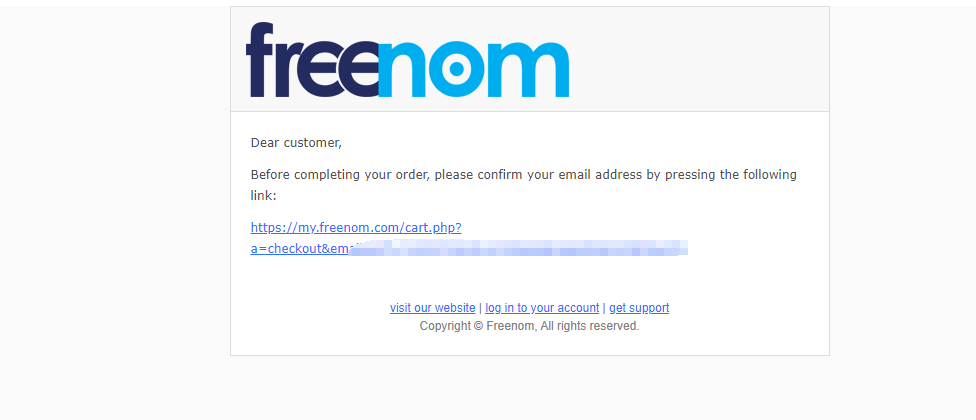 freenom
Dear customer,
Before completing your order, please confirm your email address by pressing the following
link:
https://my.freenom.com/cart.php?
a=checkout&ema
visit our website | log in to your account | get support
Copyright © Freenom, All rights reserved.